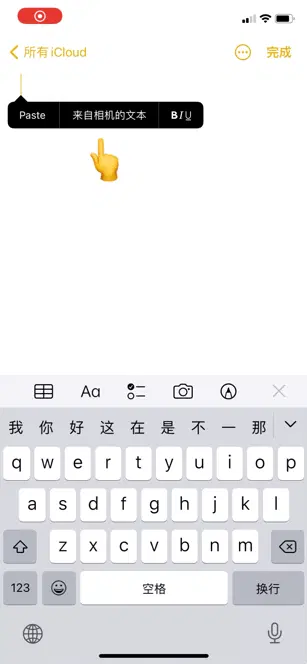 所有 iCloud
完成
Paste 来自相机的文本 B I U
Aa
我 你 好 这 在 是 不 一 那
q w e r t y u i o p
a s d f g h j k l
z x c v b n m
123 空格 换行